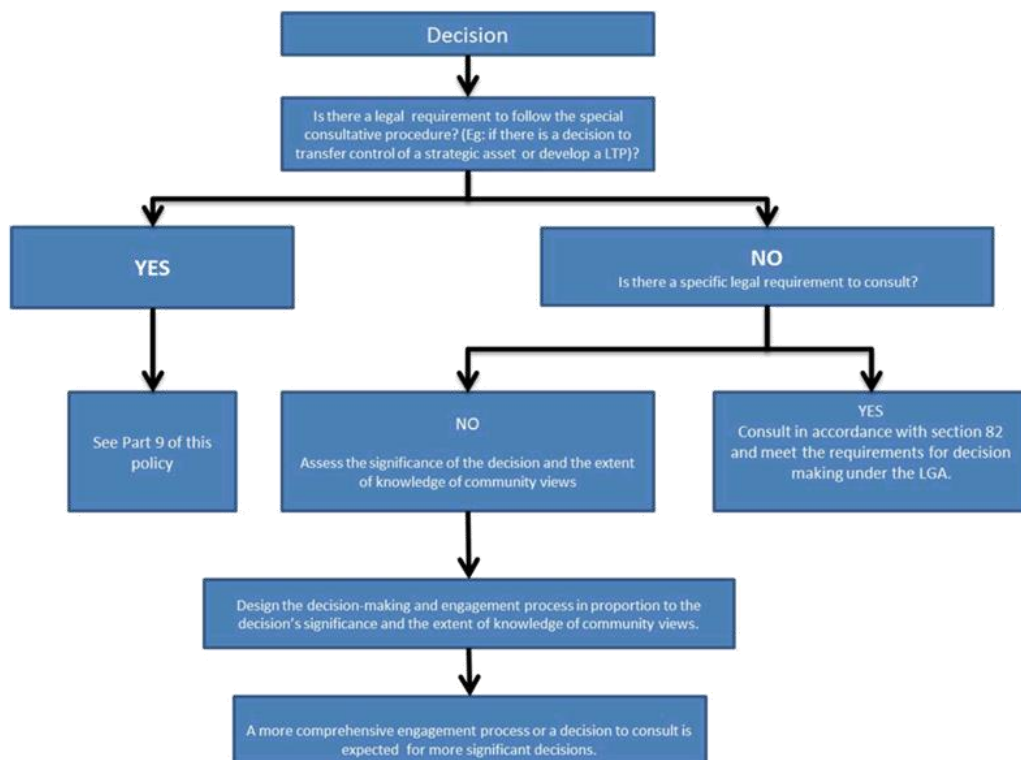 Decision
Is there a legal requirement to follow the special
consultative procedure? (Eg: if there is a decision to
transfer control of a strategic asset or develop a LTP)?
YES
NO
Is there a specific legal requirement to consult?
See Part 9 of this
policy
NO
Assess the significance of the decision and the extent
of knowledge of community views
YES
Consult in accordance with section 82
and meet the requirements for decision
making under the LGA.
Design the decision-making and engagement process in proportion to the
decision's significance and the extent of knowledge of community views.
A more comprehensive engagement process or a decision to consult is
expected for more significant decisions.